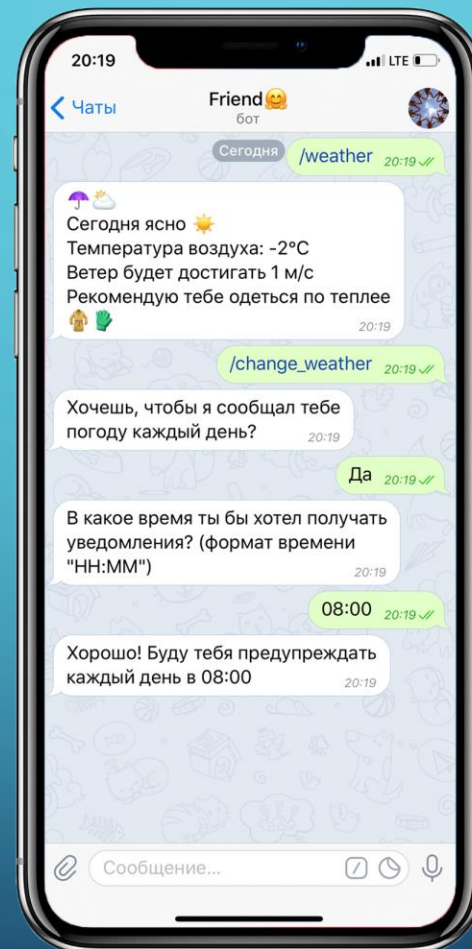 20:19
LTE
Чаты
Friend🤗
бот
Сегодня
/weather 20:19
☂️🌥
Сегодня ясно ☀️
Температура воздуха: -2°C
Ветер будет достигать 1 м/с
Рекомендую тебе одеться по теплее
🧥🧤
20:19
/change_weather 20:19
Хочешь, чтобы я сообщал тебе
погоду каждый день? 20:19
Да 20:19
В какое время ты бы хотел получать
уведомления? (формат времени
"HH:MM") 20:19
08:00 20:19
Хорошо! Буду тебя предупреждать
каждый день в 08:00 20:19
Сообщение...